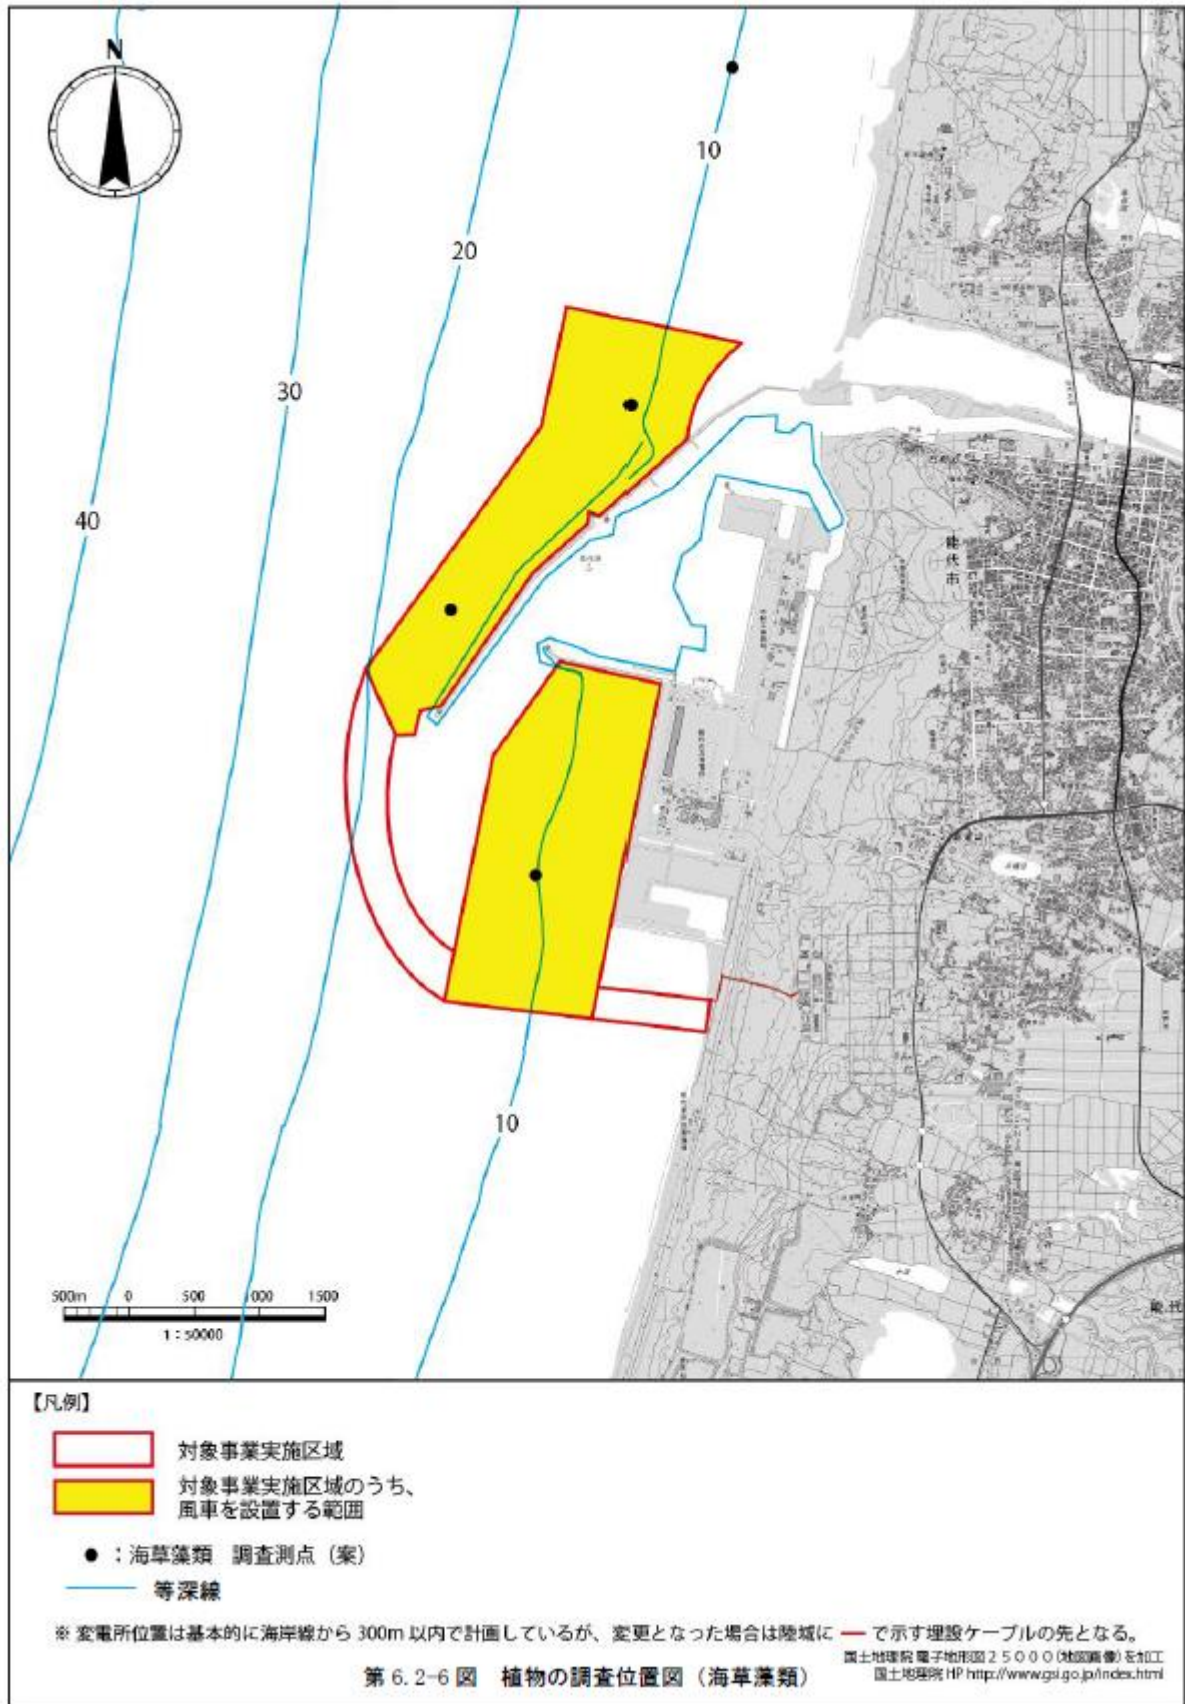 N
10
20
30
40
能代市
10
能代
500m 0 500 1000 1500
1：50000
【凡例】
対象事業実施区域
対象事業実施区域のうち、
風車を設置する範囲
●：海草藻類 調査測点（案）
等深線
※ 変電所位置は基本的に海岸線から 300m 以内で計画しているが、変更となった場合は陸域に ━ で示す埋設ケーブルの先となる。
国土地理院 電子地形図２５０００（地図画像）を加工
国土地理院 HP http://www.gsi.go.jp/index.html
第 6.2-6 図 植物の調査位置図（海草藻類）